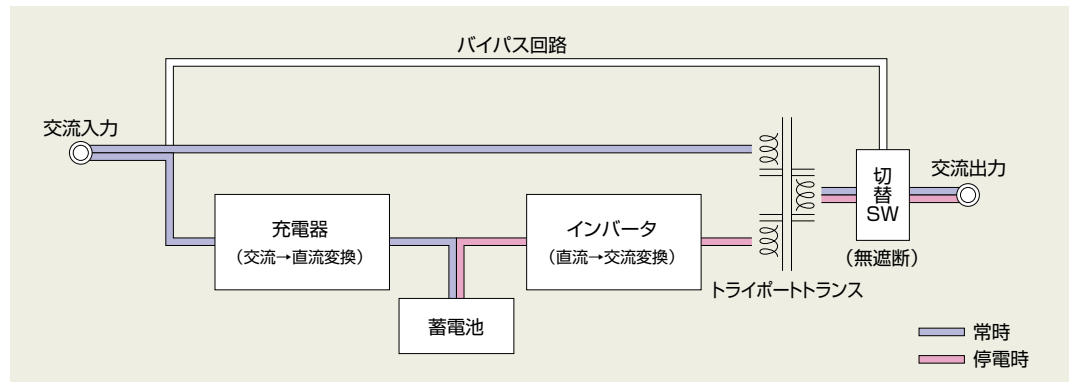 バイパス回路
交流入力
交流出力
切替SW
（無遮断）
充電器
（交流→直流変換）
インバータ
（直流→交流変換）
トライポートトランス
蓄電池
常時
停電時